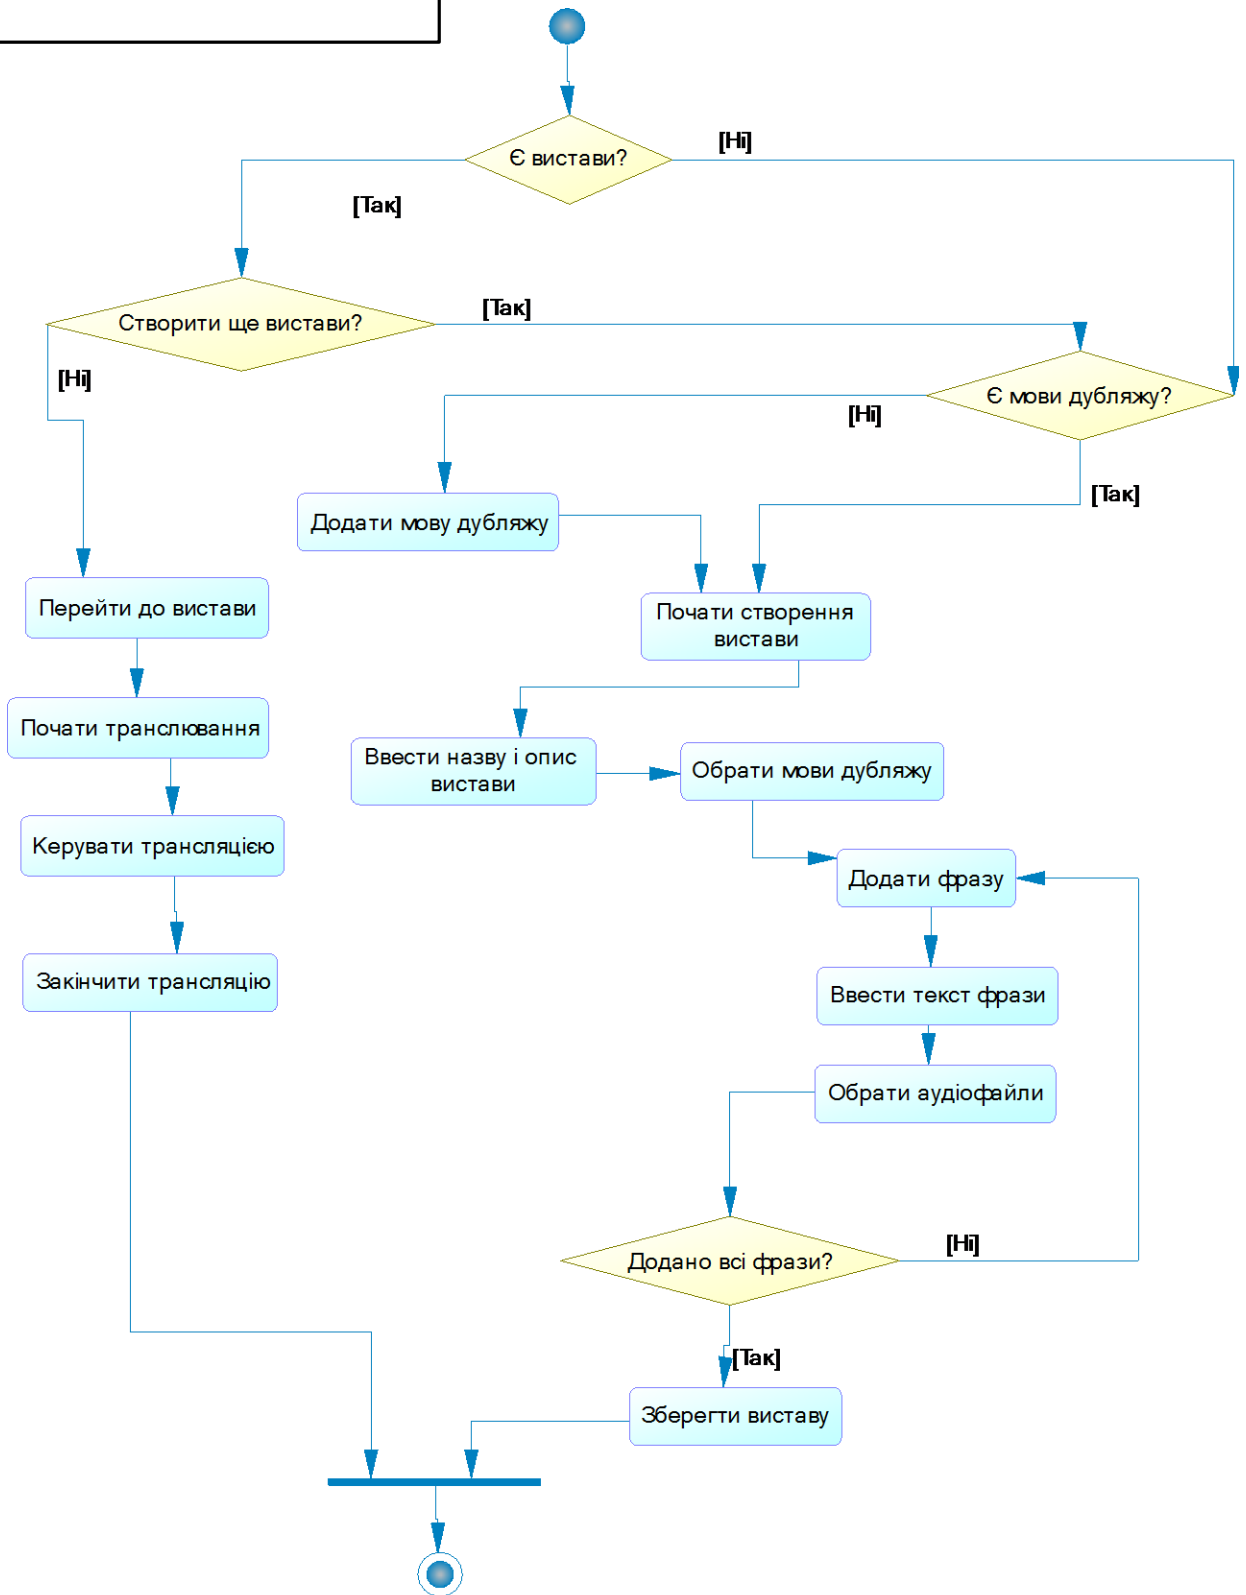 Є вистави?
[Ні]
[Так]
Створити ще вистави?
[Так]
[Ні]
Є мови дубляжу?
[Ні]
[Так]
Додати мову дубляжу
Перейти до вистави
Почати створення
вистави
Почати транслювання
Ввести назву і опис
вистави
Обрати мови дубляжу
Керувати трансляцією
Додати фразу
Закінчити трансляцію
Ввести текст фрази
Обрати аудіофайли
Додано всі фрази?
[Ні]
[Так]
Зберегти виставу